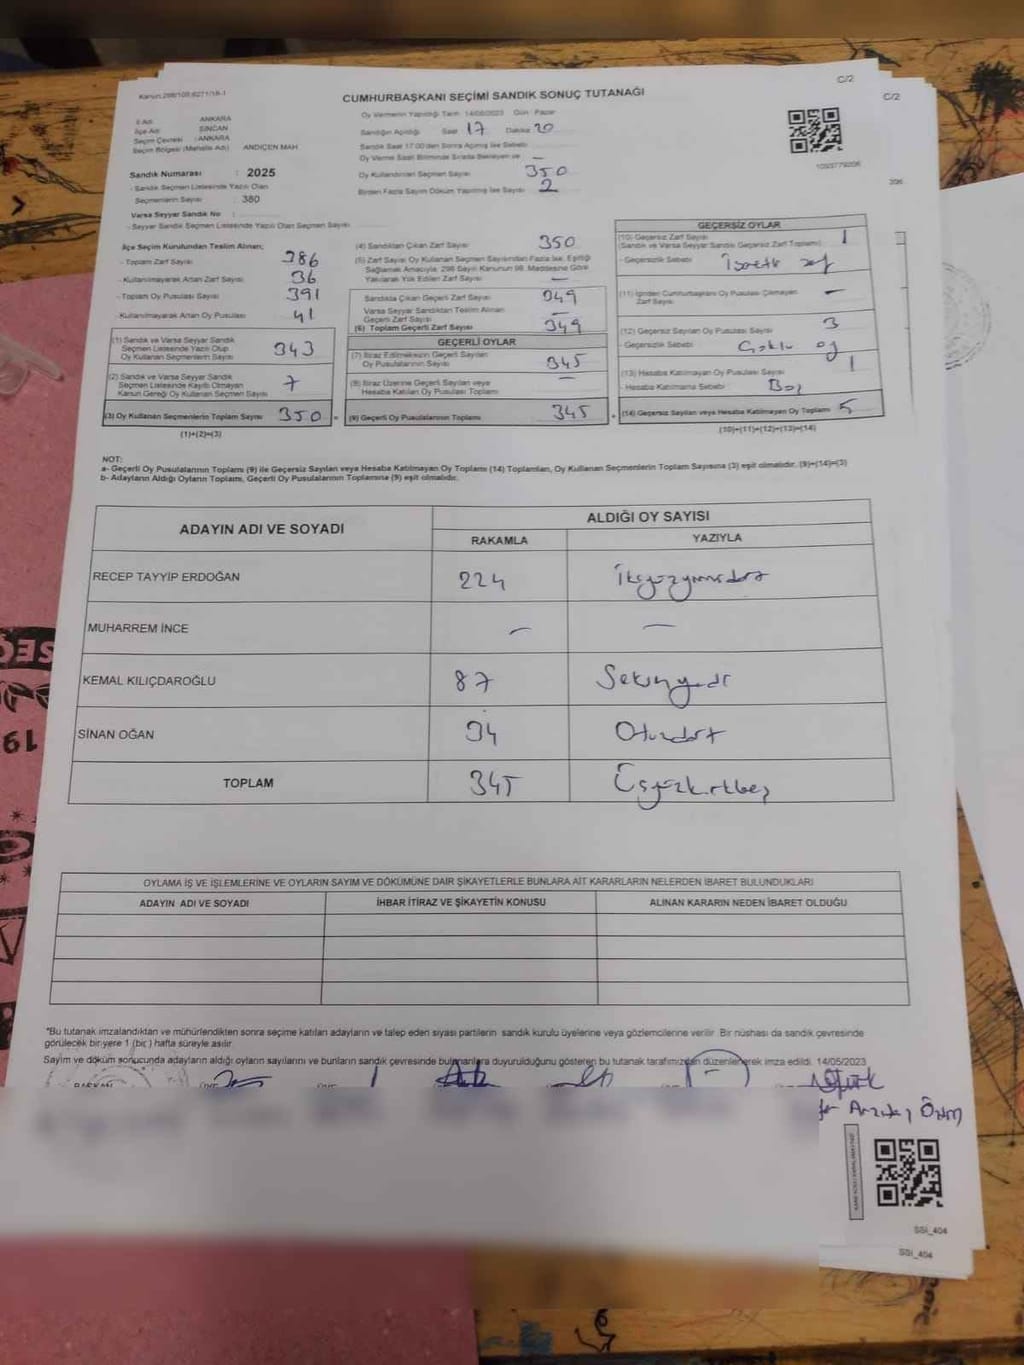 Kanun 298/105,6271/18-1
C/2
C/2
CUMHURBAŞKANI SEÇİMİ SANDIK SONUÇ TUTANAĞI
İl Adı : ANKARA
İlçe Adı : SİNCAN
Seçim Çevresi : ANKARA
Seçim Bölgesi (Mahalle Adı) ANDİÇEN MAH
Oy Vermenin Yapıldığı Tarih 14/05/2023 Gün : Pazar
Sandığın Açıldığı Saat 17 Dakika 20
Sandık Saat 17:00'den Sonra Açılmış İse Sebebi
Oy Verme Saati Bitiminde Sırada Bekleyen ve —
Oy Kullandırılan Seçmen Sayısı 350
Birden Fazla Sayım Döküm Yapılmış İse Sayısı 2
Sandık Numarası : 2025
- Sandık Seçmen Listesinde Yazılı Olan
Seçmenlerin Sayısı : 380
Varsa Seyyar Sandık No :
- Seyyar Sandık Seçmen Listesinde Yazılı Olan Seçmen Sayısı
İlçe Seçim Kurulundan Teslim Alınan;
- Toplam Zarf Sayısı 386
- Kullanılmayarak Artan Zarf Sayısı 36
- Toplam Oy Pusulası Sayısı 391
- Kullanılmayarak Artan Oy Pusulası 41
(1) Sandık ve Varsa Seyyar Sandık
Seçmen Listesinde Yazılı Olup
Oy Kullanan Seçmenlerin Sayısı 343
(2) Sandık ve Varsa Seyyar Sandık
Seçmen Listesinde Kayıtlı Olmayan
Kanun Gereği Oy Kullanan Seçmen Sayısı 7
(3) Oy Kullanan Seçmenlerin Toplam Sayısı 350
(1)+(2)=(3)
(4) Sandıktan Çıkan Zarf Sayısı 350
(5) Zarf Sayısı Oy Kullanan Seçmen Sayısından Fazla İse, Eşitliği
Sağlamak Amacıyla, 298 Sayılı Kanunun 98. Maddesine Göre
Yakılarak Yok Edilen Zarf Sayısı —
Sandıkta Çıkan Geçerli Zarf Sayısı 349
Varsa Seyyar Sandıktan Teslim Alınan
Geçerli Zarf Sayısı —
(6) Toplam Geçerli Zarf Sayısı 349
GEÇERLİ OYLAR
(7) İtiraz Edilmeksizin Geçerli Sayılan
Oy Pusulalarının Sayısı 345
(8) İtiraz Üzerine Geçerli Sayılan veya
Hesaba Katılan Oy Pusulası Toplamı —
(9) Geçerli Oy Pusulalarının Toplamı 345
GEÇERSİZ OYLAR
(10) Geçersiz Zarf Sayısı
(Sandık ve Varsa Seyyar Sandık Geçersiz Zarf Toplamı) 1
- Geçersizlik Sebebi
(11) İçinden Cumhurbaşkanı Oy Pusulası Çıkmayan
Zarf Sayısı —
(12) Geçersiz Sayılan Oy Pusulası Sayısı 3
- Geçersizlik Sebebi
(13) Hesaba Katılmayan Oy Pusulası Sayısı 1
- Hesaba Katılmama Sebebi Boş
(14) Geçersiz Sayılan veya Hesaba Katılmayan Oy Toplamı 5
(10)+(11)+(12)+(13)=(14)
NOT:
a- Geçerli Oy Pusulalarının Toplamı (9) ile Geçersiz Sayılan veya Hesaba Katılmayan Oy Toplamı (14) Toplamları, Oy Kullanan Seçmenlerin Toplam Sayısına (3) eşit olmalıdır. (9)+(14)=(3)
b- Adayların Aldığı Oyların Toplamı, Geçerli Oy Pusulalarının Toplamına (9) eşit olmalıdır.
ADAYIN ADI VE SOYADI
ALDIĞI OY SAYISI
RAKAMLA YAZIYLA
RECEP TAYYİP ERDOĞAN 224 İkiyüzyirmidört
MUHARREM İNCE — —
KEMAL KILIÇDAROĞLU 87 Seksenyedi
SİNAN OĞAN 34 Otuzdört
TOPLAM 345 Üçyüzkırkbeş
OYLAMA İŞ VE İŞLEMLERİNE VE OYLARIN SAYIM VE DÖKÜMÜNE DAİR ŞİKAYETLERLE BUNLARA AİT KARARLARIN NELERDEN İBARET BULUNDUKLARI
ADAYIN ADI VE SOYADI İHBAR İTİRAZ VE ŞİKAYETİN KONUSU ALINAN KARARIN NEDEN İBARET OLDUĞU
*Bu tutanak imzalandıktan ve mühürlendikten sonra seçime katılan adayların ve talep eden siyasi partilerin sandık kurulu üyelerine veya gözlemcilerine verilir. Bir nüshası da sandık çevresinde
görülecek bir yere 1 (bir) hafta süreyle asılır.
Sayım ve döküm sonucunda adayların aldığı oyların sayılarını ve bunların sandık çevresinde bulunanlara duyurulduğunu gösteren bu tutanak tarafımızdan düzenlenerek imza edildi. 14/05/2023
BAŞKAN
SSI_404
SSI_404